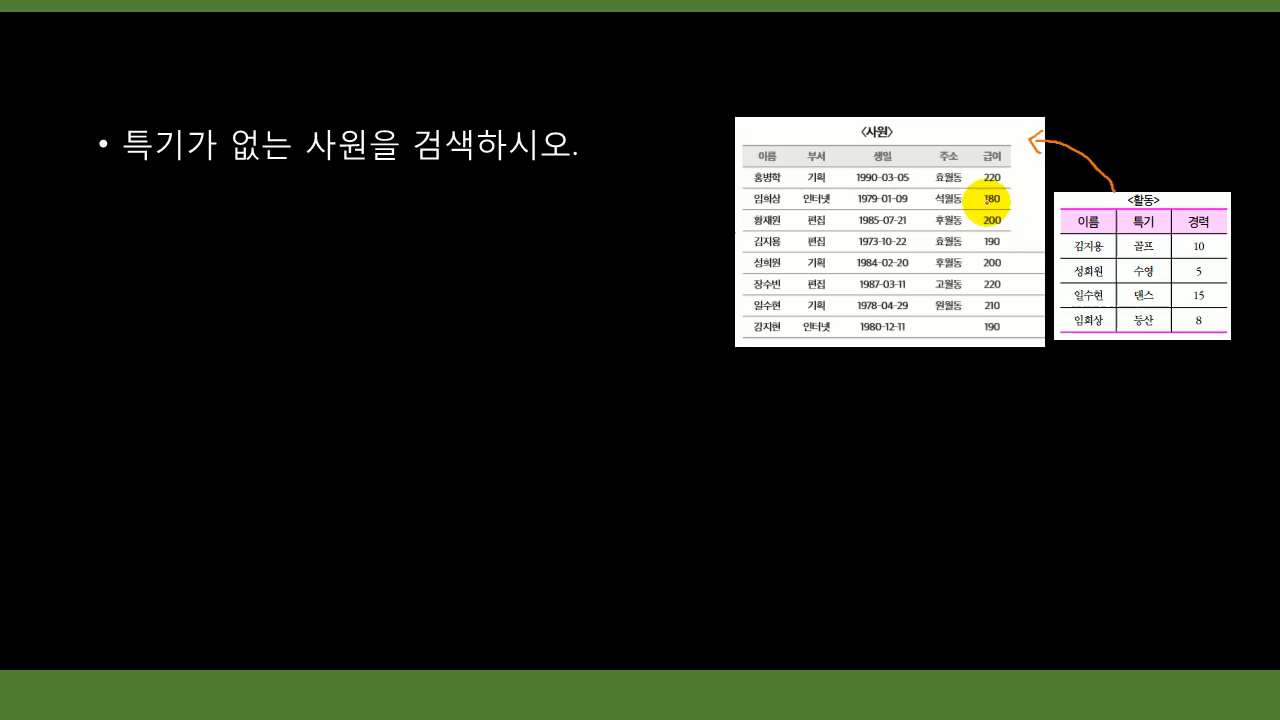 • 특기가 없는 사원을 검색하시오.
<사원>
이름 부서 생일 주소 급여
홍병학 기획 1990-03-05 효월동 220
임희상 인터넷 1979-01-09 석월동 180
황재원 편집 1985-07-21 후월동 200
김지용 편집 1973-10-22 효월동 190
성희원 기획 1984-02-20 후월동 200
장수빈 편집 1987-03-11 고월동 220
일수현 기획 1978-04-29 원월동 210
김지현 인터넷 1980-12-11 190
<활동>
이름 특기 경력
김지용 골프 10
성희원 수영 5
일수현 댄스 15
임희상 등산 8